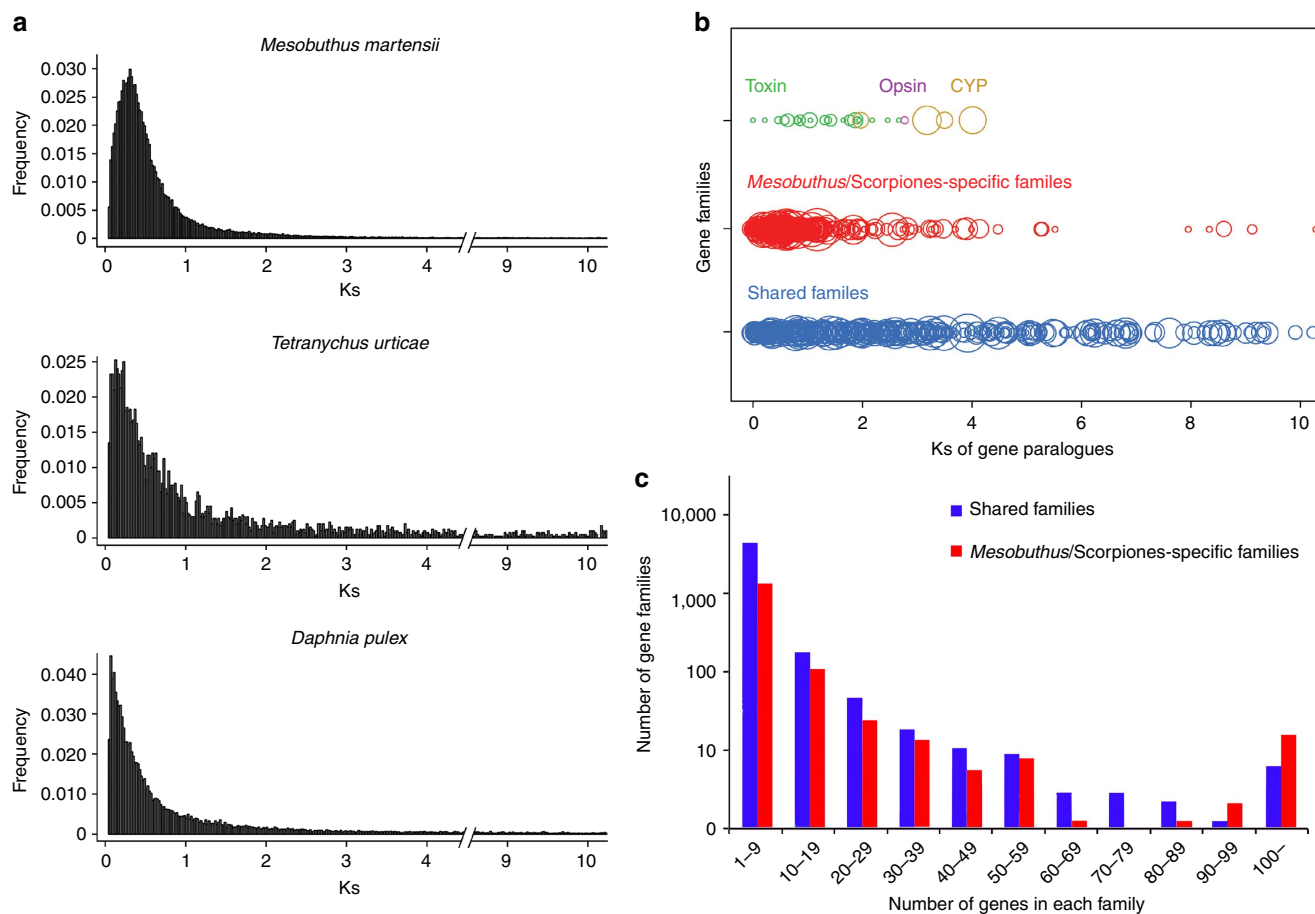 a
Mesobuthus martensii
Frequency
0.030
0.025
0.020
0.015
0.010
0.005
0
0 1 2 3 4 9 10
Ks
Tetranychus urticae
Frequency
0.025
0.020
0.015
0.010
0.005
0
0 1 2 3 4 9 10
Ks
Daphnia pulex
Frequency
0.040
0.030
0.020
0.010
0
0 1 2 3 4 9 10
Ks
b
Gene families
Toxin Opsin CYP
Mesobuthus/Scorpiones-specific familes
Shared familes
0 2 4 6 8 10
Ks of gene paralogues
c
Number of gene families
10,000
1,000
100
10
0
Shared families
Mesobuthus/Scorpiones-specific families
1–9 10–19 20–29 30–39 40–49 50–59 60–69 70–79 80–89 90–99 100–
Number of genes in each family